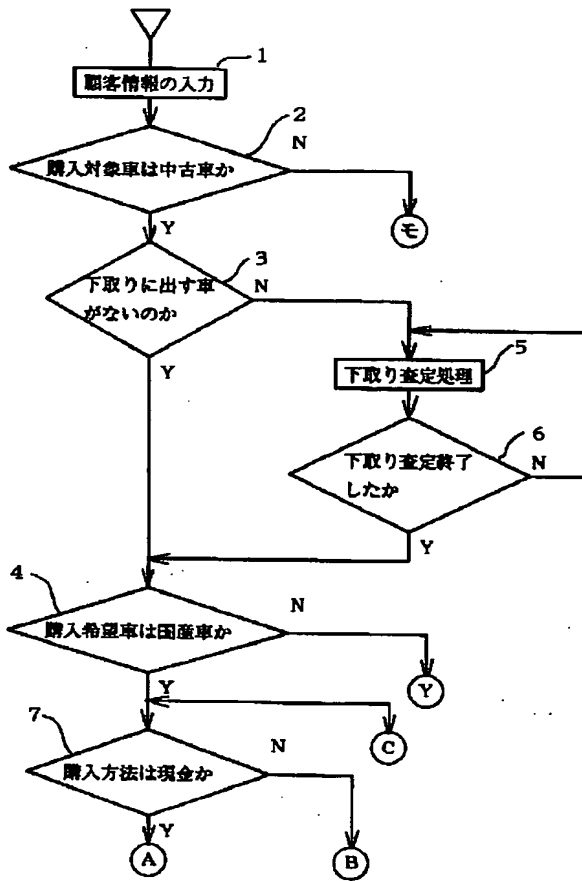 1
顧客情報の入力
2
N
購入対象車は中古車か
モ
Y
3
下取りに出す車
がないのか
N
5
下取り査定処理
Y
6
下取り査定終了
したか
N
Y
4
N
購入希望車は国産車か
Y
Y
C
7
N
購入方法は現金か
Y
A
B